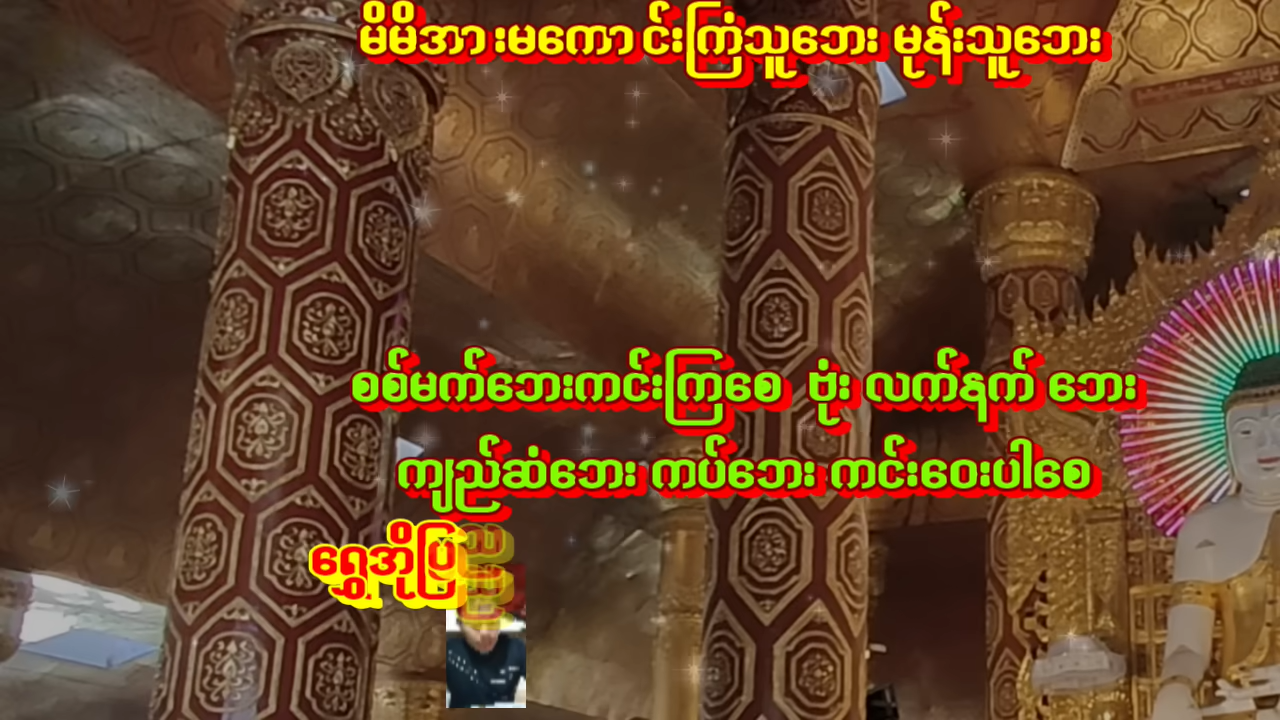 မိမိအား မကောင်းကြံသူဘေး မုန်းသူဘေး
စစ်မက်ဘေးကင်းကြစေ ဗုံး လက်နက် ဘေး
ကျည်ဆံဘေး ကပ်ဘေး ကင်းဝေးပါစေ
ရွှေအိုပြ